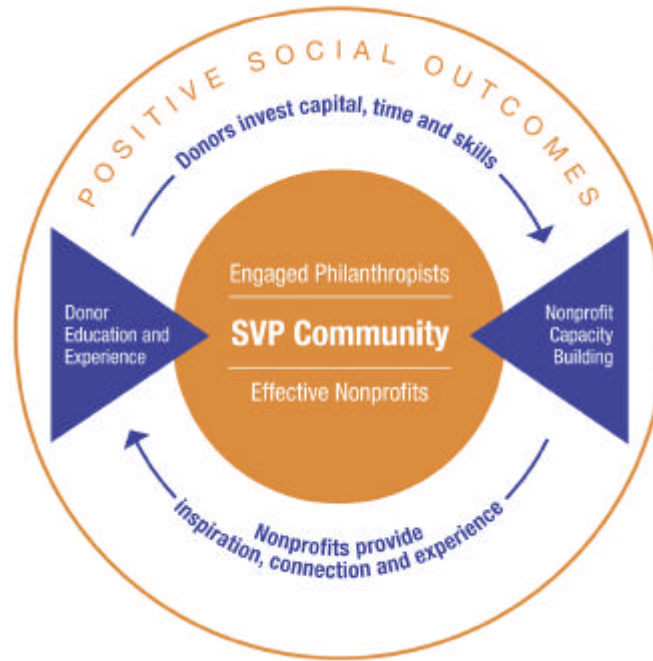 POSITIVE SOCIAL OUTCOMES
Donors invest capital, time and skills
Engaged Philanthropists
SVP Community
Effective Nonprofits
Donor
Education and
Experience
Nonprofit
Capacity
Building
Nonprofits provide
inspiration, connection and experience